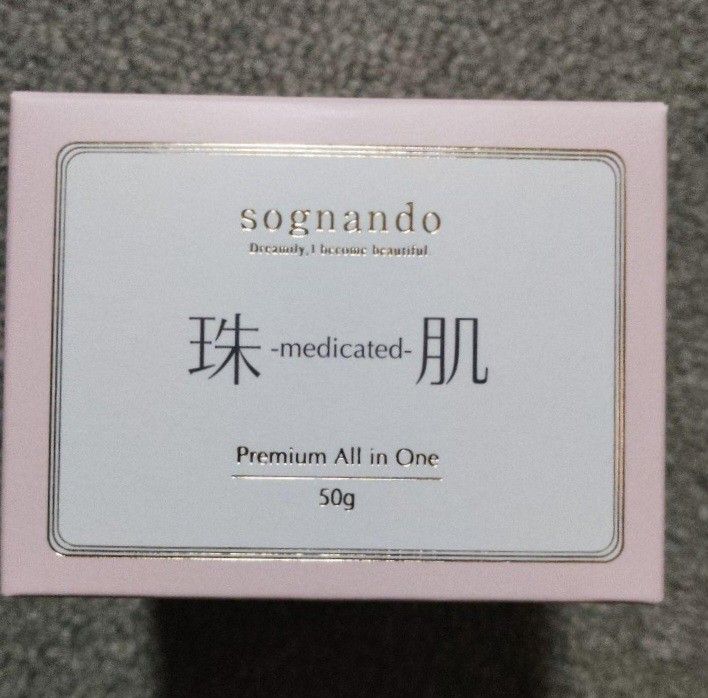 sognando
Dreamily, I become beautiful
珠 -medicated- 肌
Premium All in One
50g